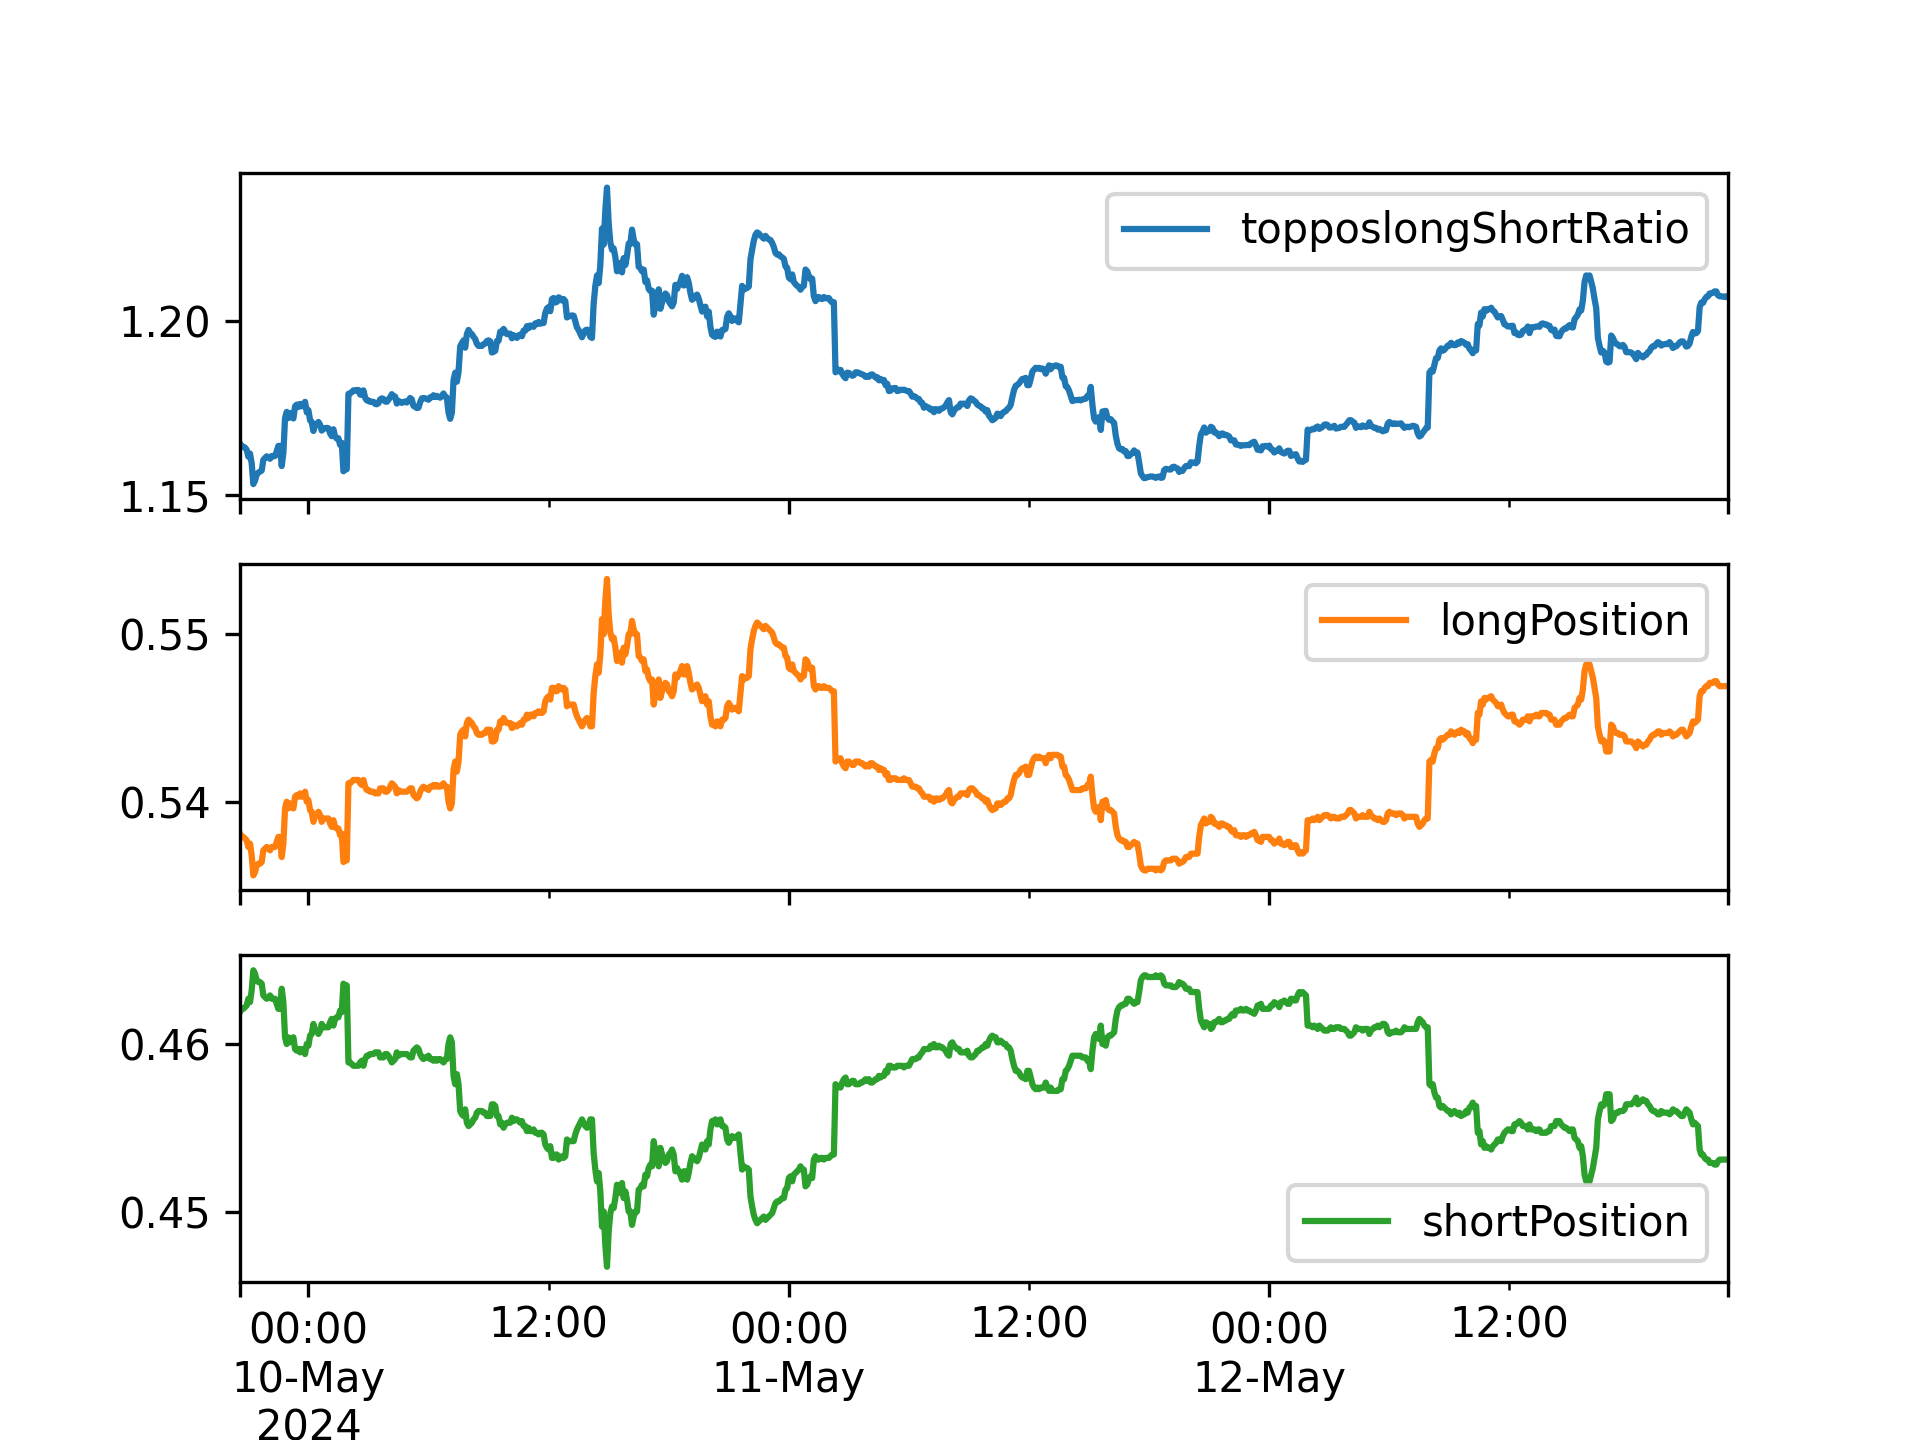 topposlongShortRatio
1.20
1.15
longPosition
0.55
0.54
0.46
0.45
shortPosition
00:00 12:00 00:00 12:00 00:00 12:00
10-May 11-May 12-May
2024